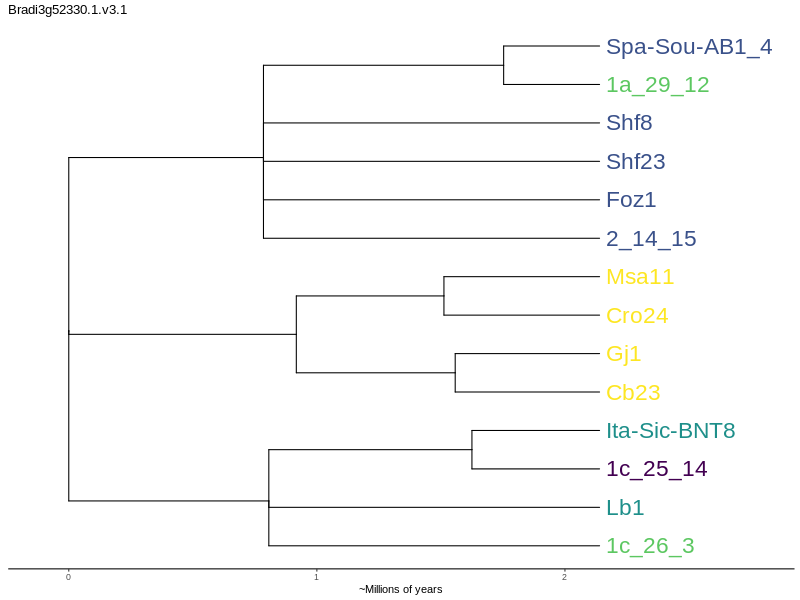 Bradi3g52330.1.v3.1
Spa-Sou-AB1_4
1a_29_12
Shf8
Shf23
Foz1
2_14_15
Msa11
Cro24
Gj1
Cb23
Ita-Sic-BNT8
1c_25_14
Lb1
1c_26_3
0 1 2
~Millions of years